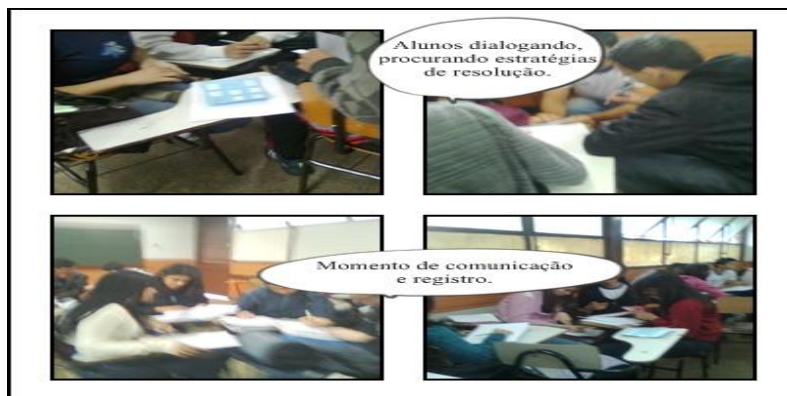 Alunos dialogando,
procurando estratégias
de resolução.
Momento de comunicação
e registro.